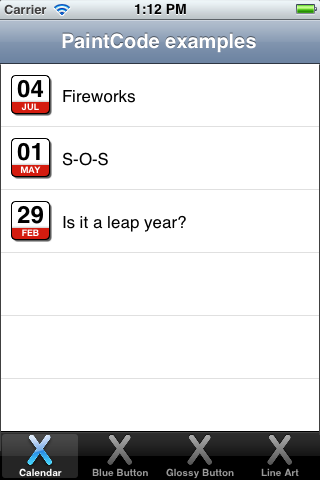 Carrier 1:12 PM
PaintCode examples
04
JUL
Fireworks
01
MAY
S-O-S
29
FEB
Is it a leap year?
Calendar Blue Button Glossy Button Line Art